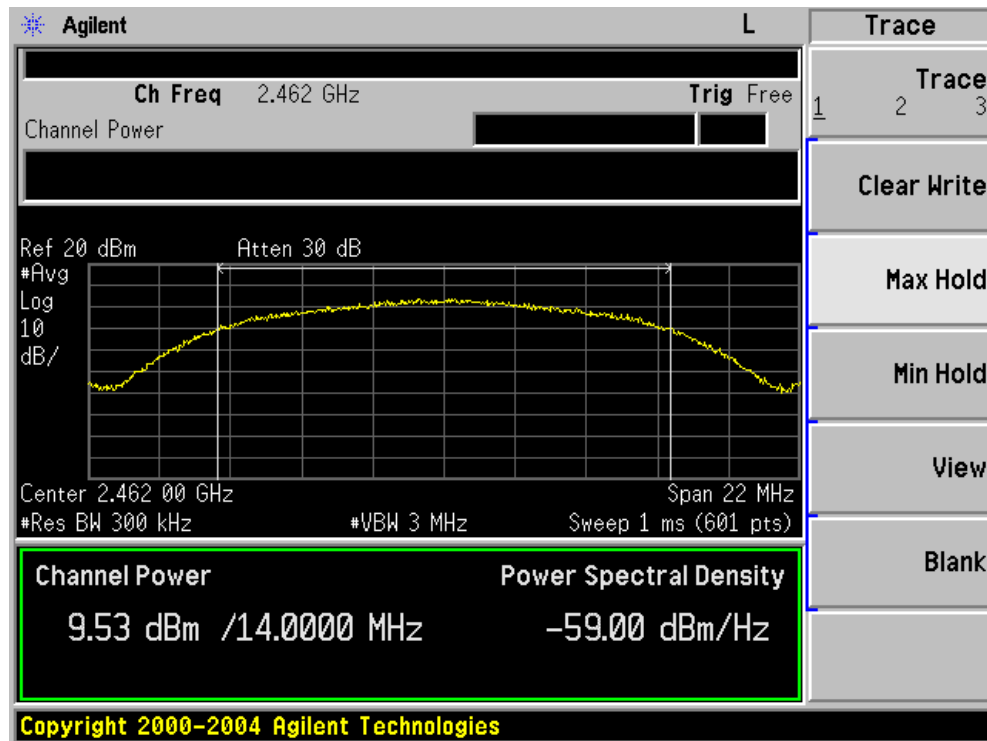 Agilent L Trace
Ch Freq 2.462 GHz Trig Free
Channel Power
Trace
1 2 3
Clear Write
Max Hold
Min Hold
View
Blank
Ref 20 dBm Atten 30 dB
#Avg
Log
10
dB/
Center 2.462 00 GHz Span 22 MHz
#Res BW 300 kHz #VBW 3 MHz Sweep 1 ms (601 pts)
Channel Power Power Spectral Density
9.53 dBm /14.0000 MHz -59.00 dBm/Hz
Copyright 2000-2004 Agilent Technologies